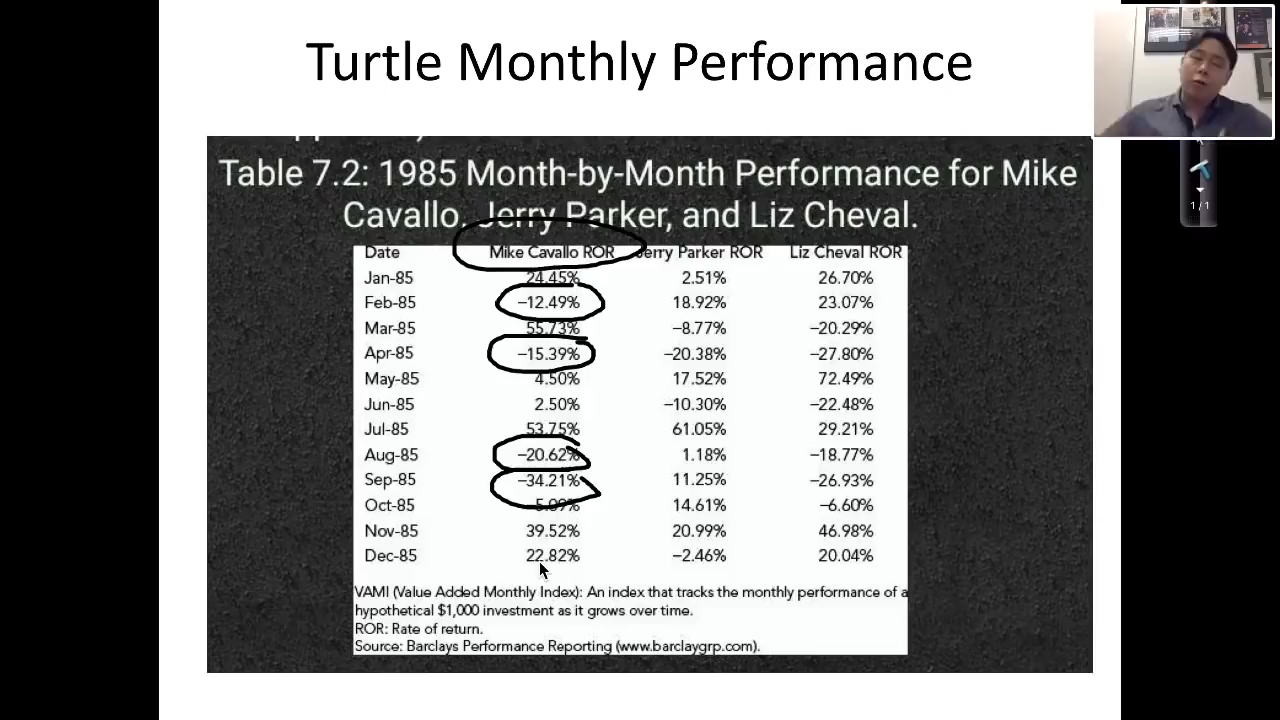 Turtle Monthly Performance
1/1
Table 7.2: 1985 Month-by-Month Performance for Mike
Cavallo, Jerry Parker, and Liz Cheval.
Date Mike Cavallo ROR Jerry Parker ROR Liz Cheval ROR
Jan-85 24.45% 2.51% 26.70%
Feb-85 −12.49% 18.92% 23.07%
Mar-85 55.73% −8.77% −20.29%
Apr-85 −15.39% −20.38% −27.80%
May-85 4.50% 17.52% 72.49%
Jun-85 2.50% −10.30% −22.48%
Jul-85 53.75% 61.05% 29.21%
Aug-85 −20.62% 1.18% −18.77%
Sep-85 −34.21% 11.25% −26.93%
Oct-85 5.09% 14.61% −6.60%
Nov-85 39.52% 20.99% 46.98%
Dec-85 22.82% −2.46% 20.04%
VAMI (Value Added Monthly Index): An index that tracks the monthly performance of a
hypothetical $1,000 investment as it grows over time.
ROR: Rate of return.
Source: Barclays Performance Reporting (www.barclaygrp.com).